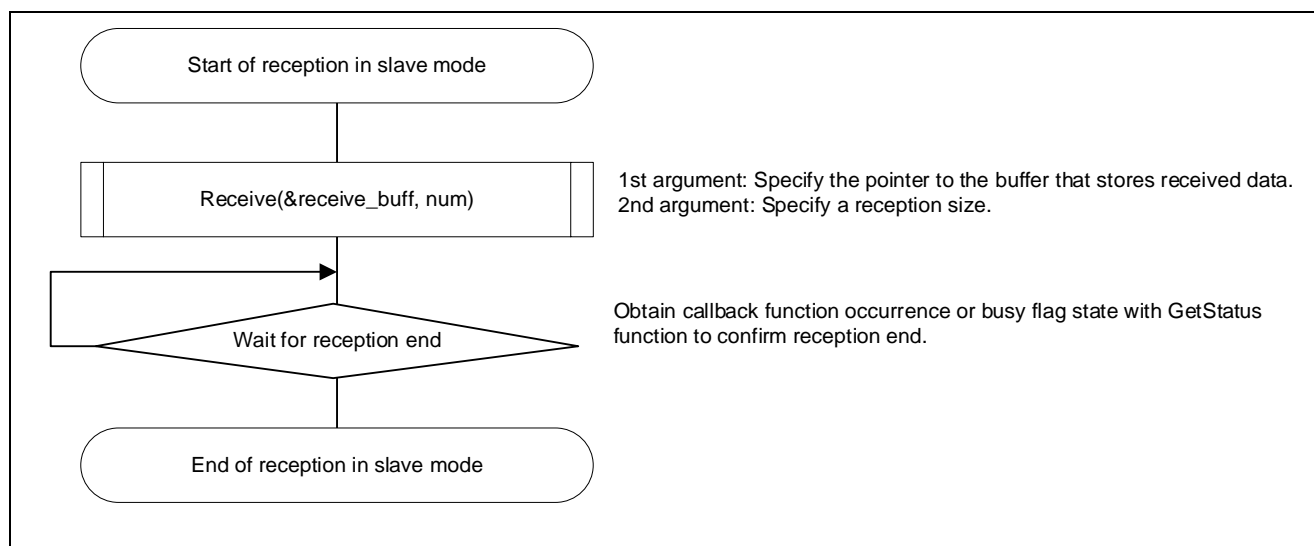 Start of reception in slave mode
Receive(&receive_buff, num)
1st argument: Specify the pointer to the buffer that stores received data.
2nd argument: Specify a reception size.
Wait for reception end
Obtain callback function occurrence or busy flag state with GetStatus
function to confirm reception end.
End of reception in slave mode